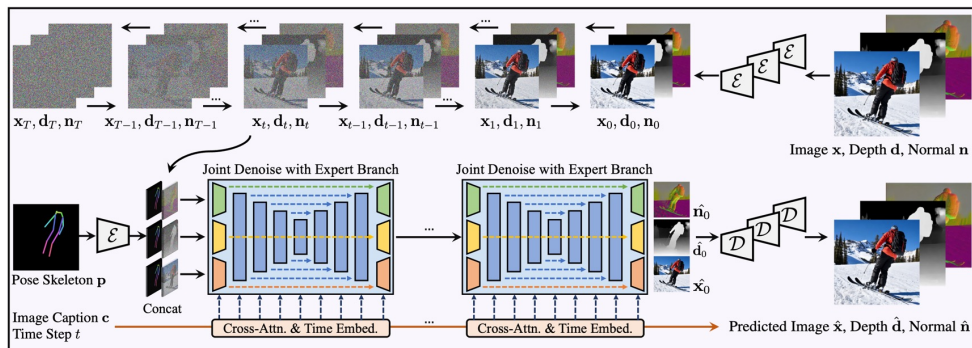 ... ...
ℰ ℰ ℰ
... ...
x_T, d_T, n_T x_{T−1}, d_{T−1}, n_{T−1} x_t, d_t, n_t x_{t−1}, d_{t−1}, n_{t−1} x_1, d_1, n_1 x_0, d_0, n_0
Image x, Depth d, Normal n
Joint Denoise with Expert Branch Joint Denoise with Expert Branch
n̂_0
ℰ ... d̂_0 𝒟 𝒟 𝒟
x̂_0
Pose Skeleton p
Concat
Image Caption c
Time Step t
Cross-Attn. & Time Embed. ... Cross-Attn. & Time Embed.
Predicted Image x̂, Depth d̂, Normal n̂